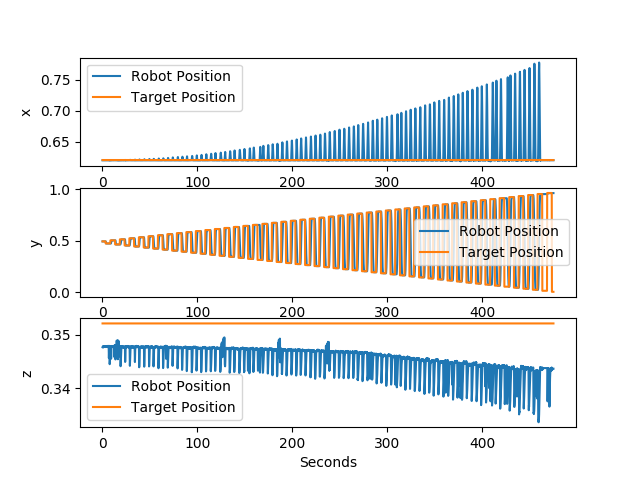 Robot Position
Target Position
0.75
0.70
0.65
x
0 100 200 300 400
1.0
0.5
0.0
y
Robot Position
Target Position
0 100 200 300 400
0.35
0.34
z
Robot Position
Target Position
0 100 200 300 400
Seconds